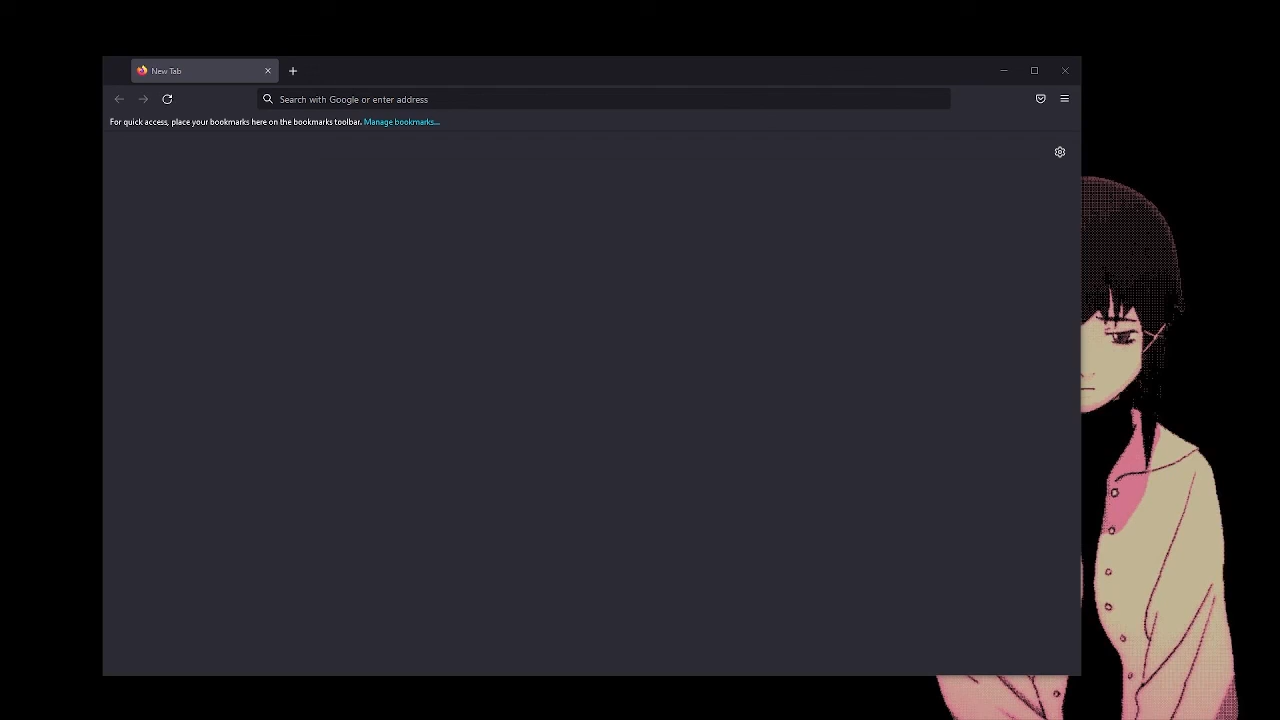 New Tab
Search with Google or enter address
For quick access, place your bookmarks here on the bookmarks toolbar. Manage bookmarks...